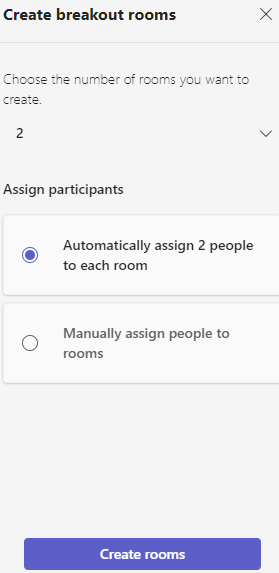 Create breakout rooms
Choose the number of rooms you want to
create.
2
Assign participants
Automatically assign 2 people
to each room
Manually assign people to
rooms
Create rooms